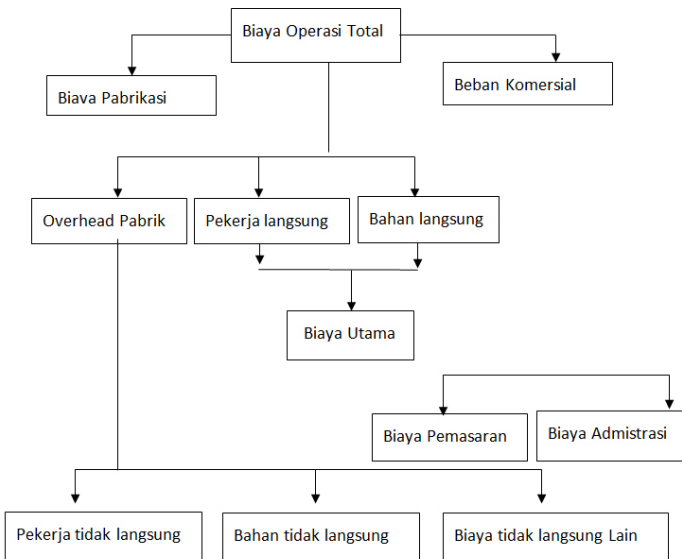 Biaya Operasi Total
Biava Pabrikasi
Beban Komersial
Overhead Pabrik
Pekerja langsung
Bahan langsung
Biaya Utama
Biaya Pemasaran
Biaya Admistrasi
Pekerja tidak langsung
Bahan tidak langsung
Biaya tidak langsung Lain